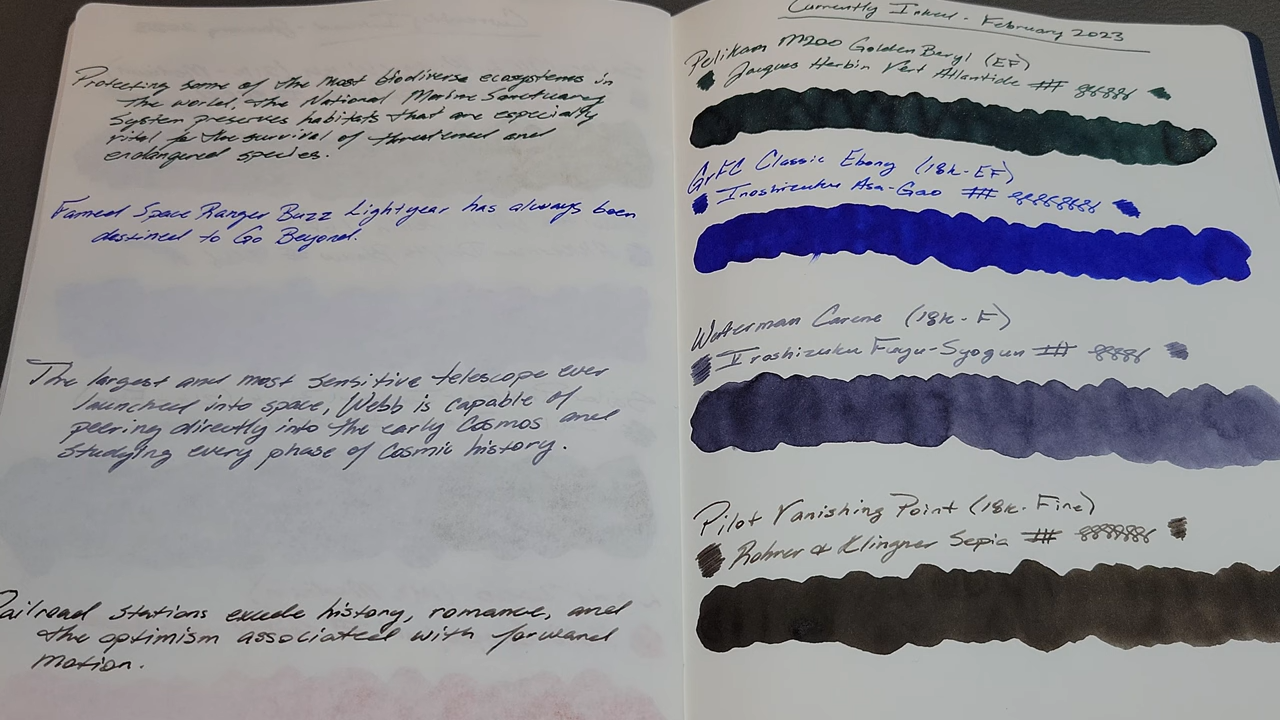 Protecting some of the most biodiverse ecosystems in
the world, the National Marine Sanctuary
System preserves habitats that are especially
vital for the survival of threatened and
endangered species.
Famed Space Ranger Buzz Lightyear has always been
destined to Go Beyond.
The largest and most sensitive telescope ever
launched into space, Webb is capable of
peering directly into the early Cosmos and
studying every phase of Cosmic history.
Railroad stations exude history, romance, and
the optimism associated with forward
motion.
Currently Inked - February 2023
Pelikan M200 Golden Beryl (EF)
Jacques Herbin Vert Atlantide
GrFC Classic Ebony (18k-EF)
Iroshizuku Asa-Gao
Waterman Carene (18k-F)
Iroshizuku Fuyu-Syogun
Pilot Vanishing Point (18k-Fine)
Rohrer & Klingner Sepia